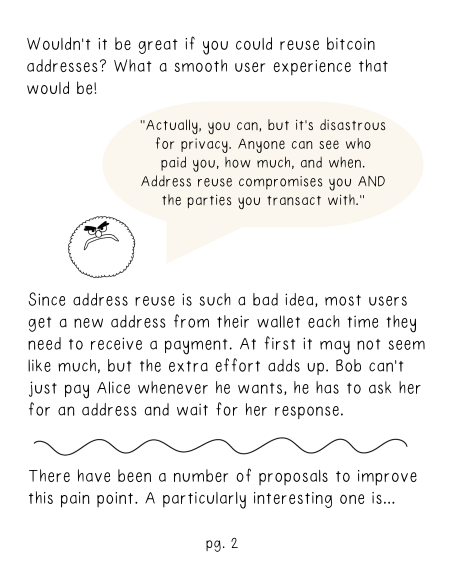 Wouldn't it be great if you could reuse bitcoin
addresses? What a smooth user experience that
would be!
"Actually, you can, but it's disastrous
for privacy. Anyone can see who
paid you, how much, and when.
Address reuse compromises you AND
the parties you transact with."
Since address reuse is such a bad idea, most users
get a new address from their wallet each time they
need to receive a payment. At first it may not seem
like much, but the extra effort adds up. Bob can't
just pay Alice whenever he wants, he has to ask her
for an address and wait for her response.
There have been a number of proposals to improve
this pain point. A particularly interesting one is...
pg. 2